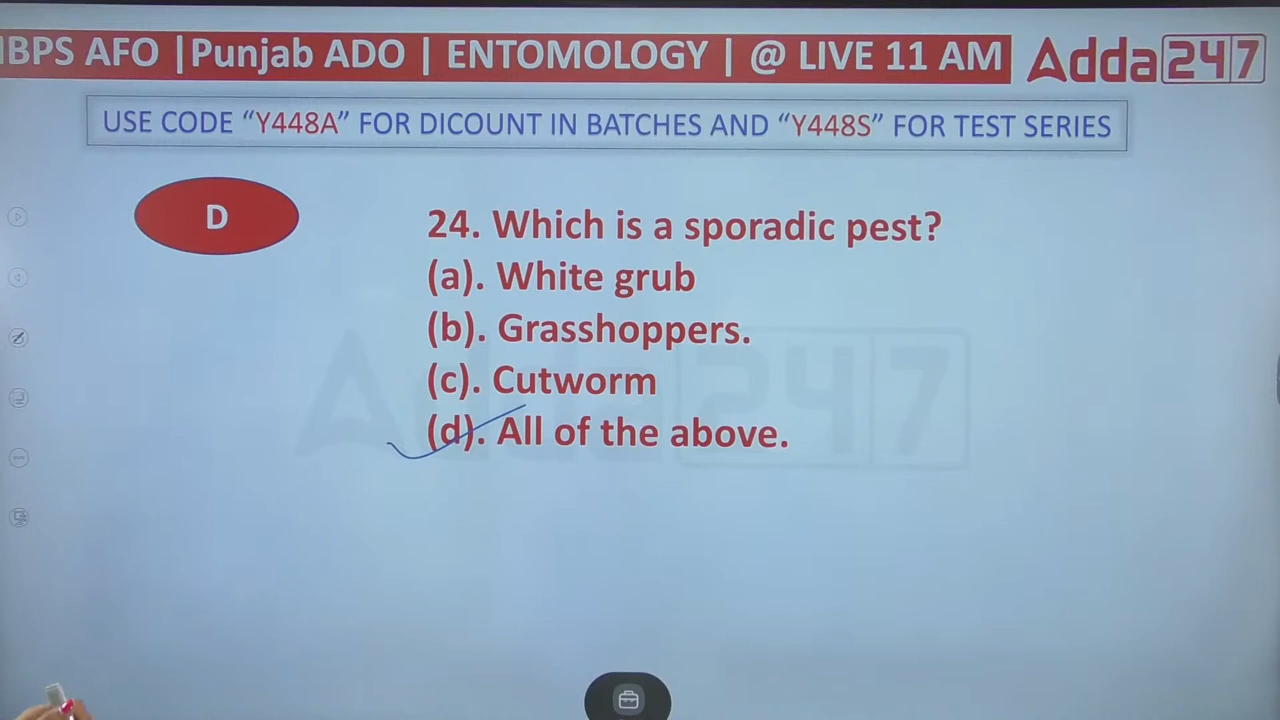 IBPS AFO |Punjab ADO | ENTOMOLOGY | @ LIVE 11 AM
Adda247
USE CODE “Y448A” FOR DICOUNT IN BATCHES AND “Y448S” FOR TEST SERIES
D
24. Which is a sporadic pest?
(a). White grub
(b). Grasshoppers.
(c). Cutworm
(d). All of the above.
Adda247